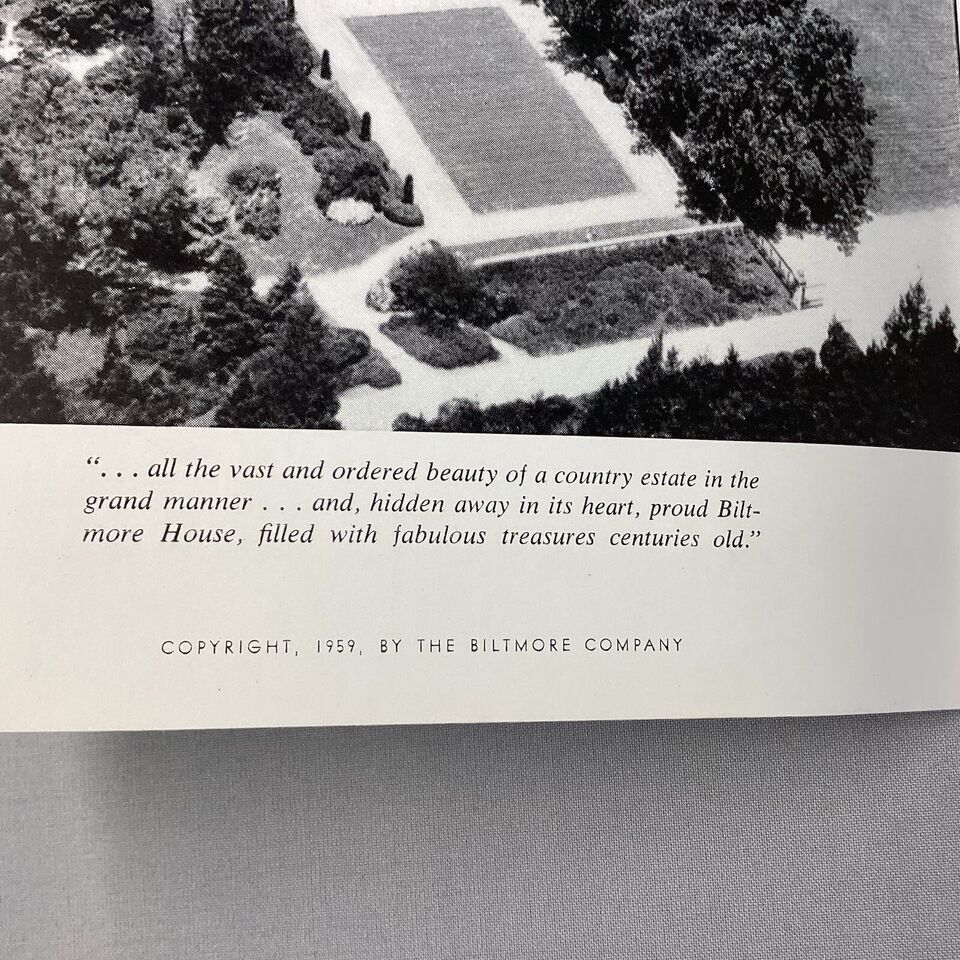 “. . . all the vast and ordered beauty of a country estate in the
grand manner . . . and, hidden away in its heart, proud Bilt-
more House, filled with fabulous treasures centuries old.”
COPYRIGHT, 1959, BY THE BILTMORE COMPANY